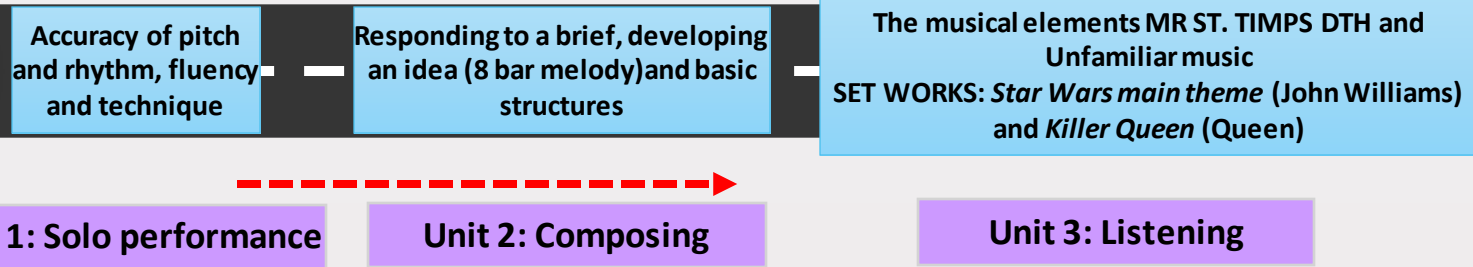 Accuracy of pitch
and rhythm, fluency
and technique
Responding to a brief, developing
an idea (8 bar melody)and basic
structures
The musical elements MR ST. TIMPS DTH and
Unfamiliar music
SET WORKS: Star Wars main theme (John Williams)
and Killer Queen (Queen)
1: Solo performance
Unit 2: Composing
Unit 3: Listening